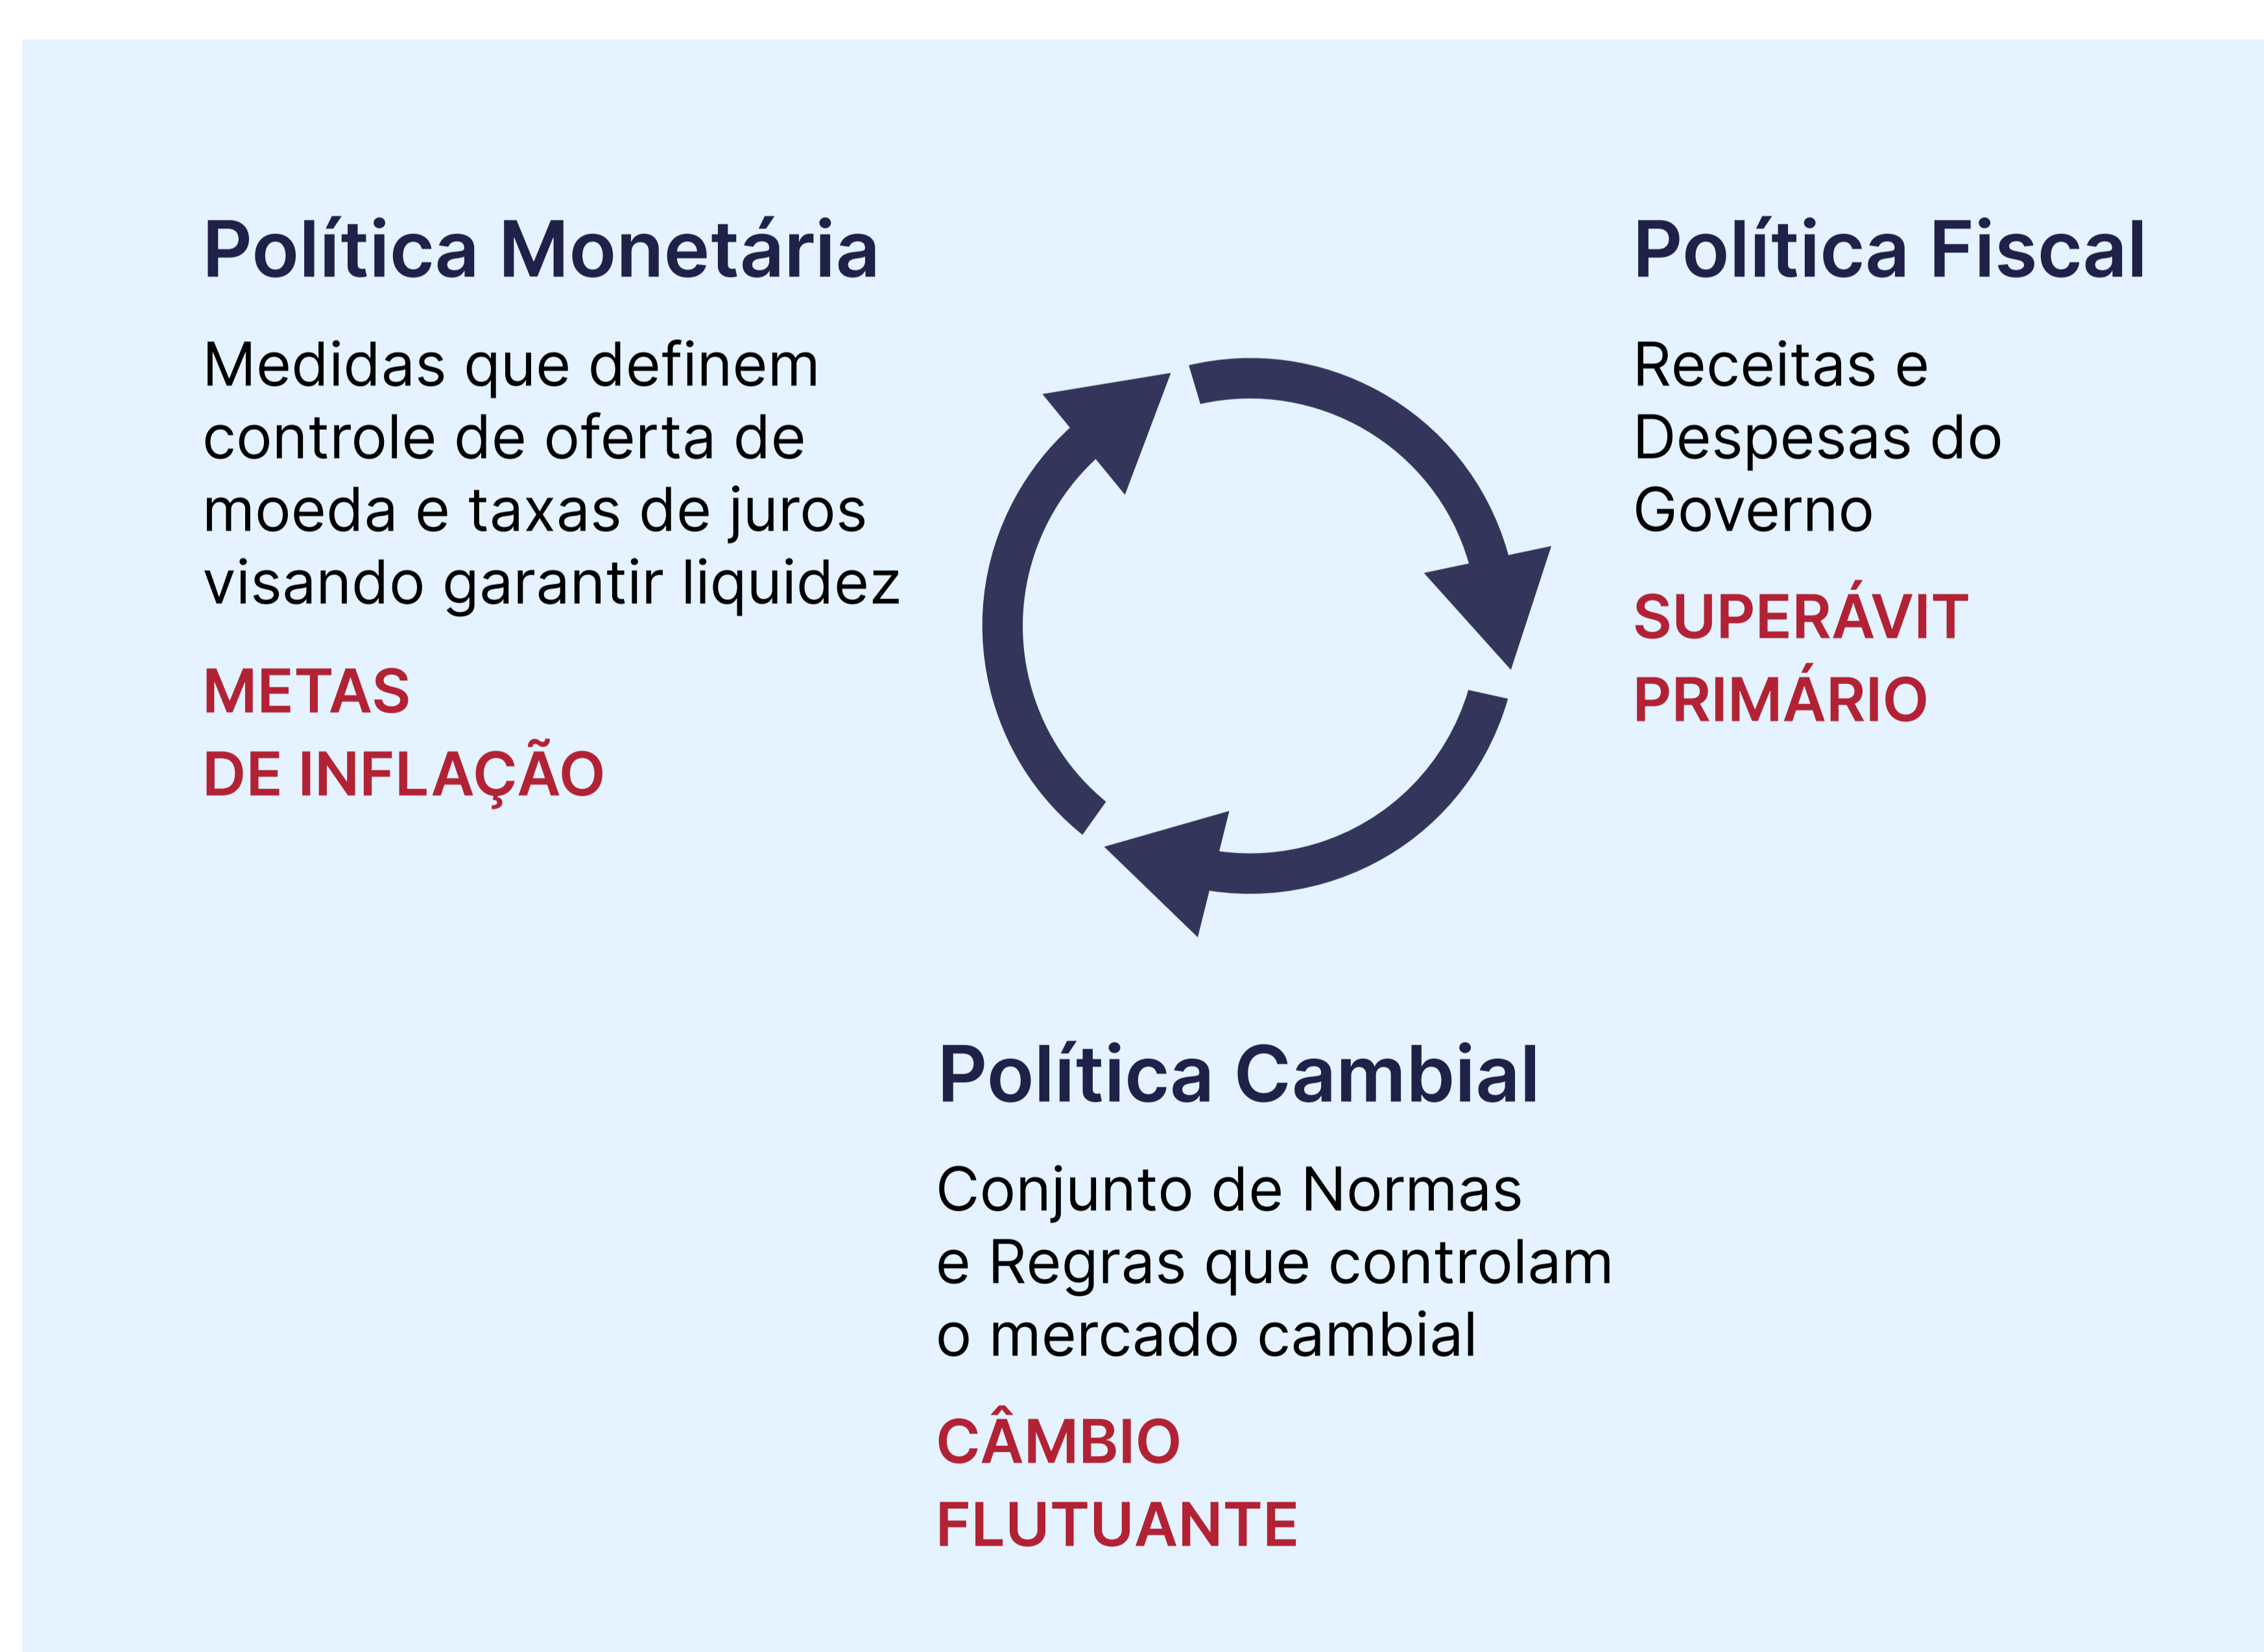 Política Monetária
Medidas que definem
controle de oferta de
moeda e taxas de juros
visando garantir liquidez
METAS
DE INFLAÇÃO
Política Fiscal
Receitas e
Despesas do
Governo
SUPERÁVIT
PRIMÁRIO
Política Cambial
Conjunto de Normas
e Regras que controlam
o mercado cambial
CÂMBIO
FLUTUANTE